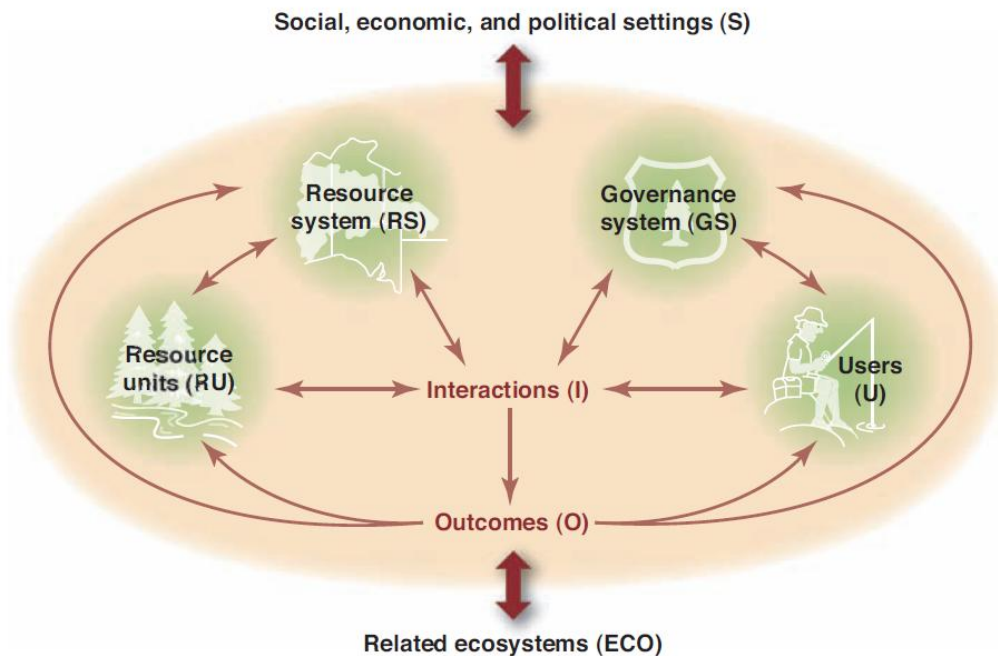 Social, economic, and political settings (S)
Resource
system (RS)
Governance
system (GS)
Resource
units (RU)
Interactions (I)
Users
(U)
Outcomes (O)
Related ecosystems (ECO)